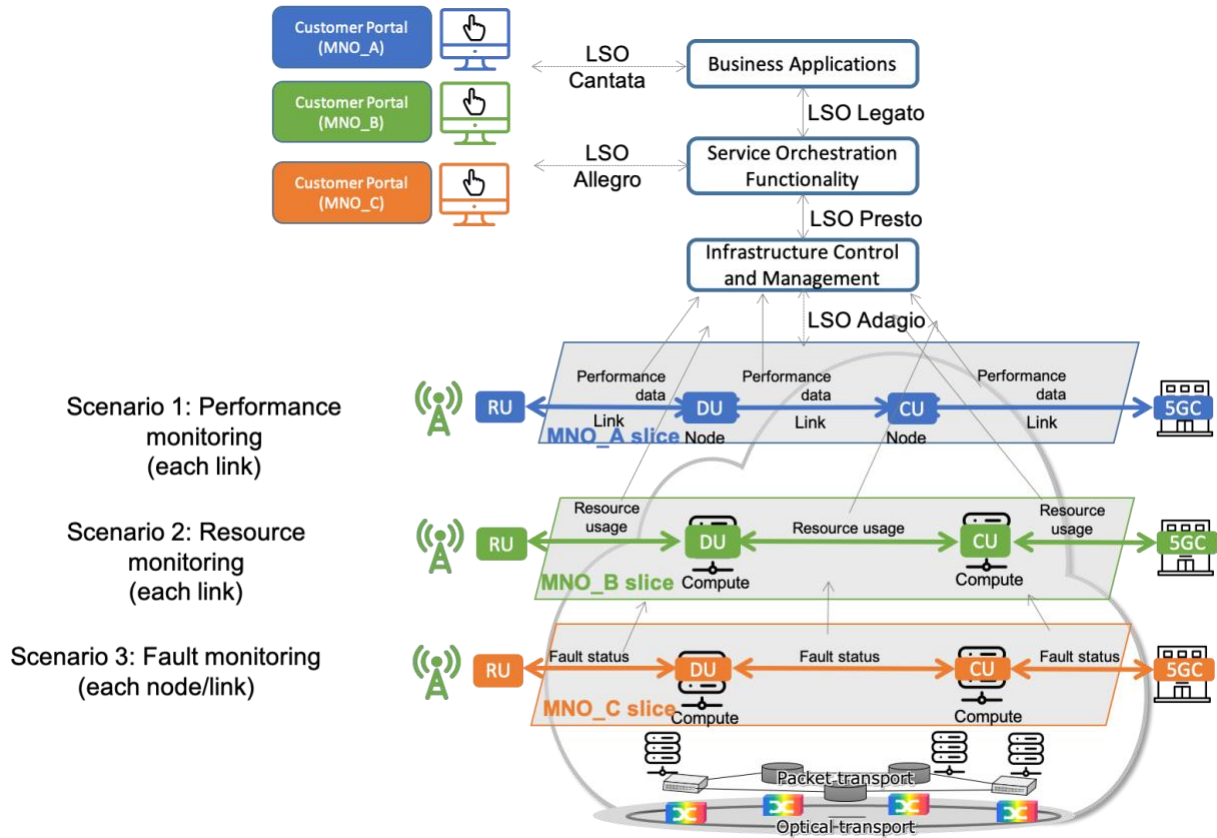 Customer Portal
(MNO_A)
LSO
Cantata
Business Applications
LSO Legato
Customer Portal
(MNO_B)
LSO
Allegro
Service Orchestration
Functionality
Customer Portal
(MNO_C)
LSO Presto
Infrastructure Control
and Management
LSO Adagio
Scenario 1: Performance
monitoring
(each link)
Performance
data
Performance
data
Performance
data
RU
DU
CU
5GC
Link
Link
Link
MNO_A slice
Node
Node
Scenario 2: Resource
monitoring
(each link)
Resource
usage
Resource usage
Resource
usage
RU
DU
CU
5GC
MNO_B slice
Compute
Compute
Scenario 3: Fault monitoring
(each node/link)
Fault status
Fault status
Fault status
RU
DU
CU
5GC
MNO_C slice
Compute
Compute
Packet transport
Optical transport